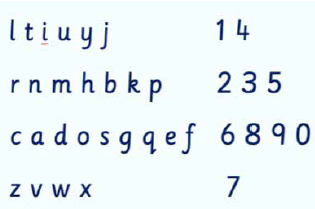 l t i u y j 1 4
r n m h b k p 2 3 5
c a d o s g q e f 6 8 9 0
z v w x 7